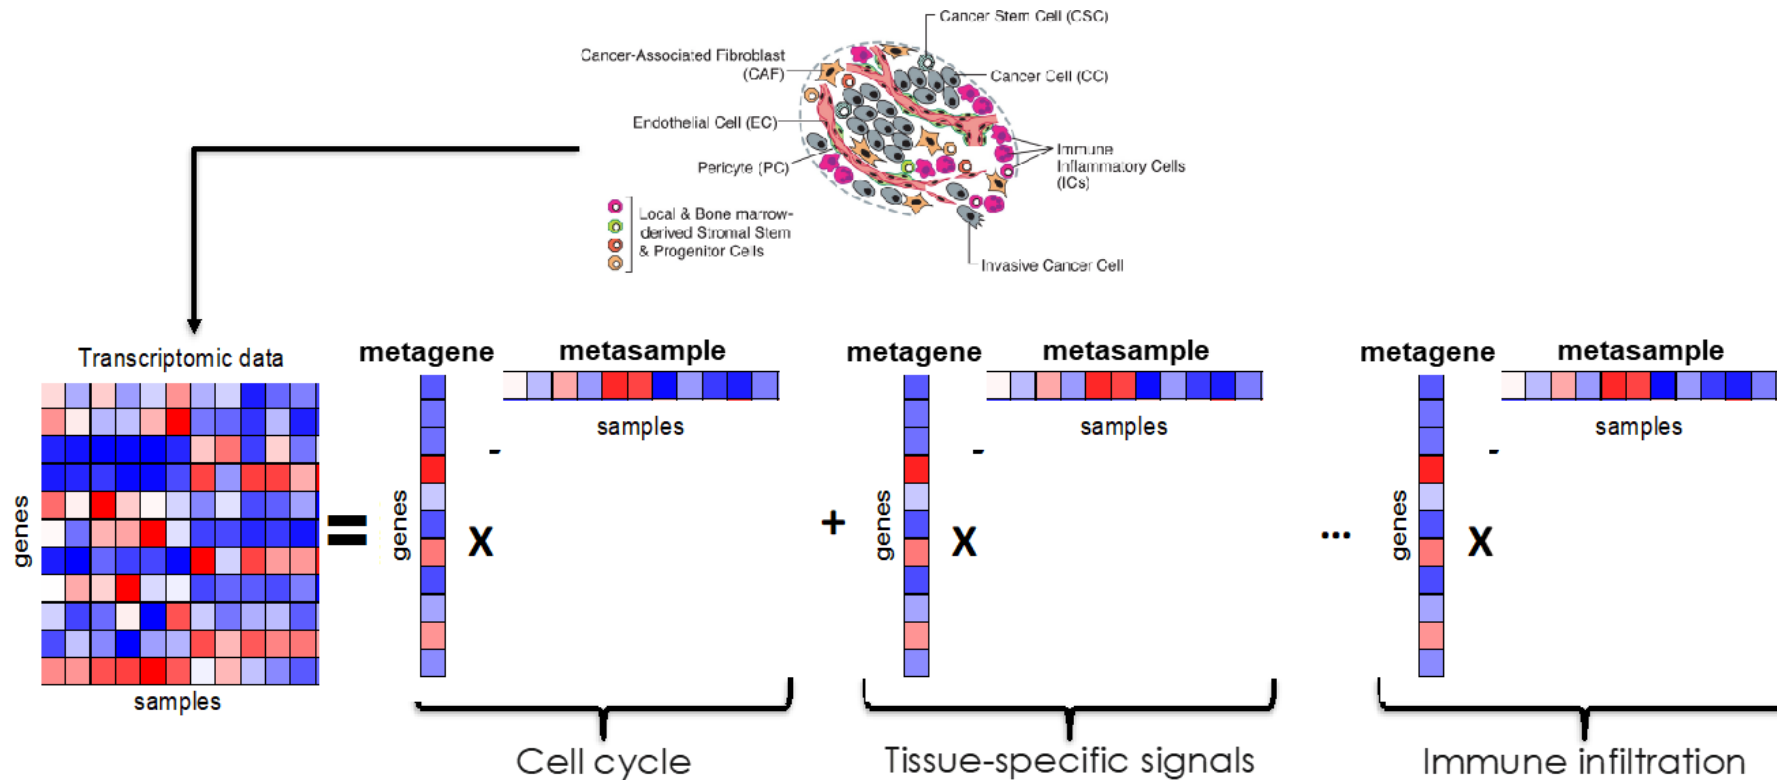 Cancer Stem Cell (CSC)
Cancer-Associated Fibroblast
(CAF)
Cancer Cell (CC)
Endothelial Cell (EC)
Pericyte (PC)
Immune
Inflammatory Cells
(ICs)
Local & Bone marrow-
derived Stromal Stem
& Progenitor Cells
Invasive Cancer Cell
Transcriptomic data
genes
samples
=
metagene
metasample
samples
genes
X
+
metagene
metasample
samples
genes
X
...
metagene
metasample
samples
genes
X
Cell cycle
Tissue-specific signals
Immune infiltration